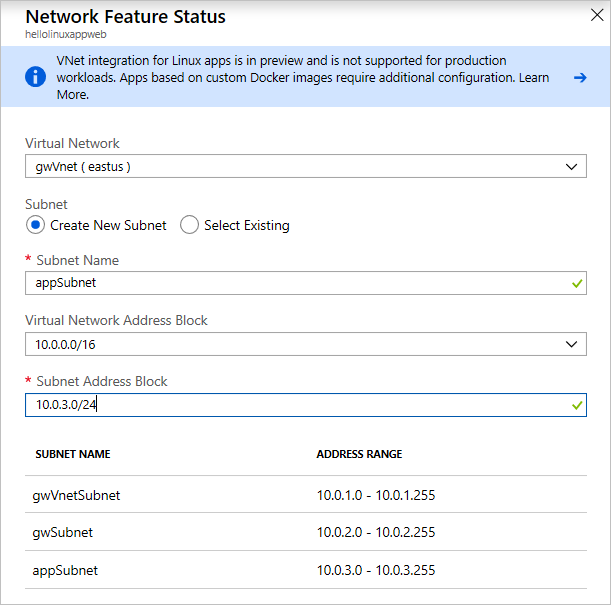 Network Feature Status
hellolinuxappweb
VNet integration for Linux apps is in preview and is not supported for production
workloads. Apps based on custom Docker images require additional configuration. Learn
More.
Virtual Network
gwVnet ( eastus )
Subnet
Create New Subnet Select Existing
* Subnet Name
appSubnet
Virtual Network Address Block
10.0.0.0/16
* Subnet Address Block
10.0.3.0/24
SUBNET NAME ADDRESS RANGE
gwVnetSubnet 10.0.1.0 - 10.0.1.255
gwSubnet 10.0.2.0 - 10.0.2.255
appSubnet 10.0.3.0 - 10.0.3.255